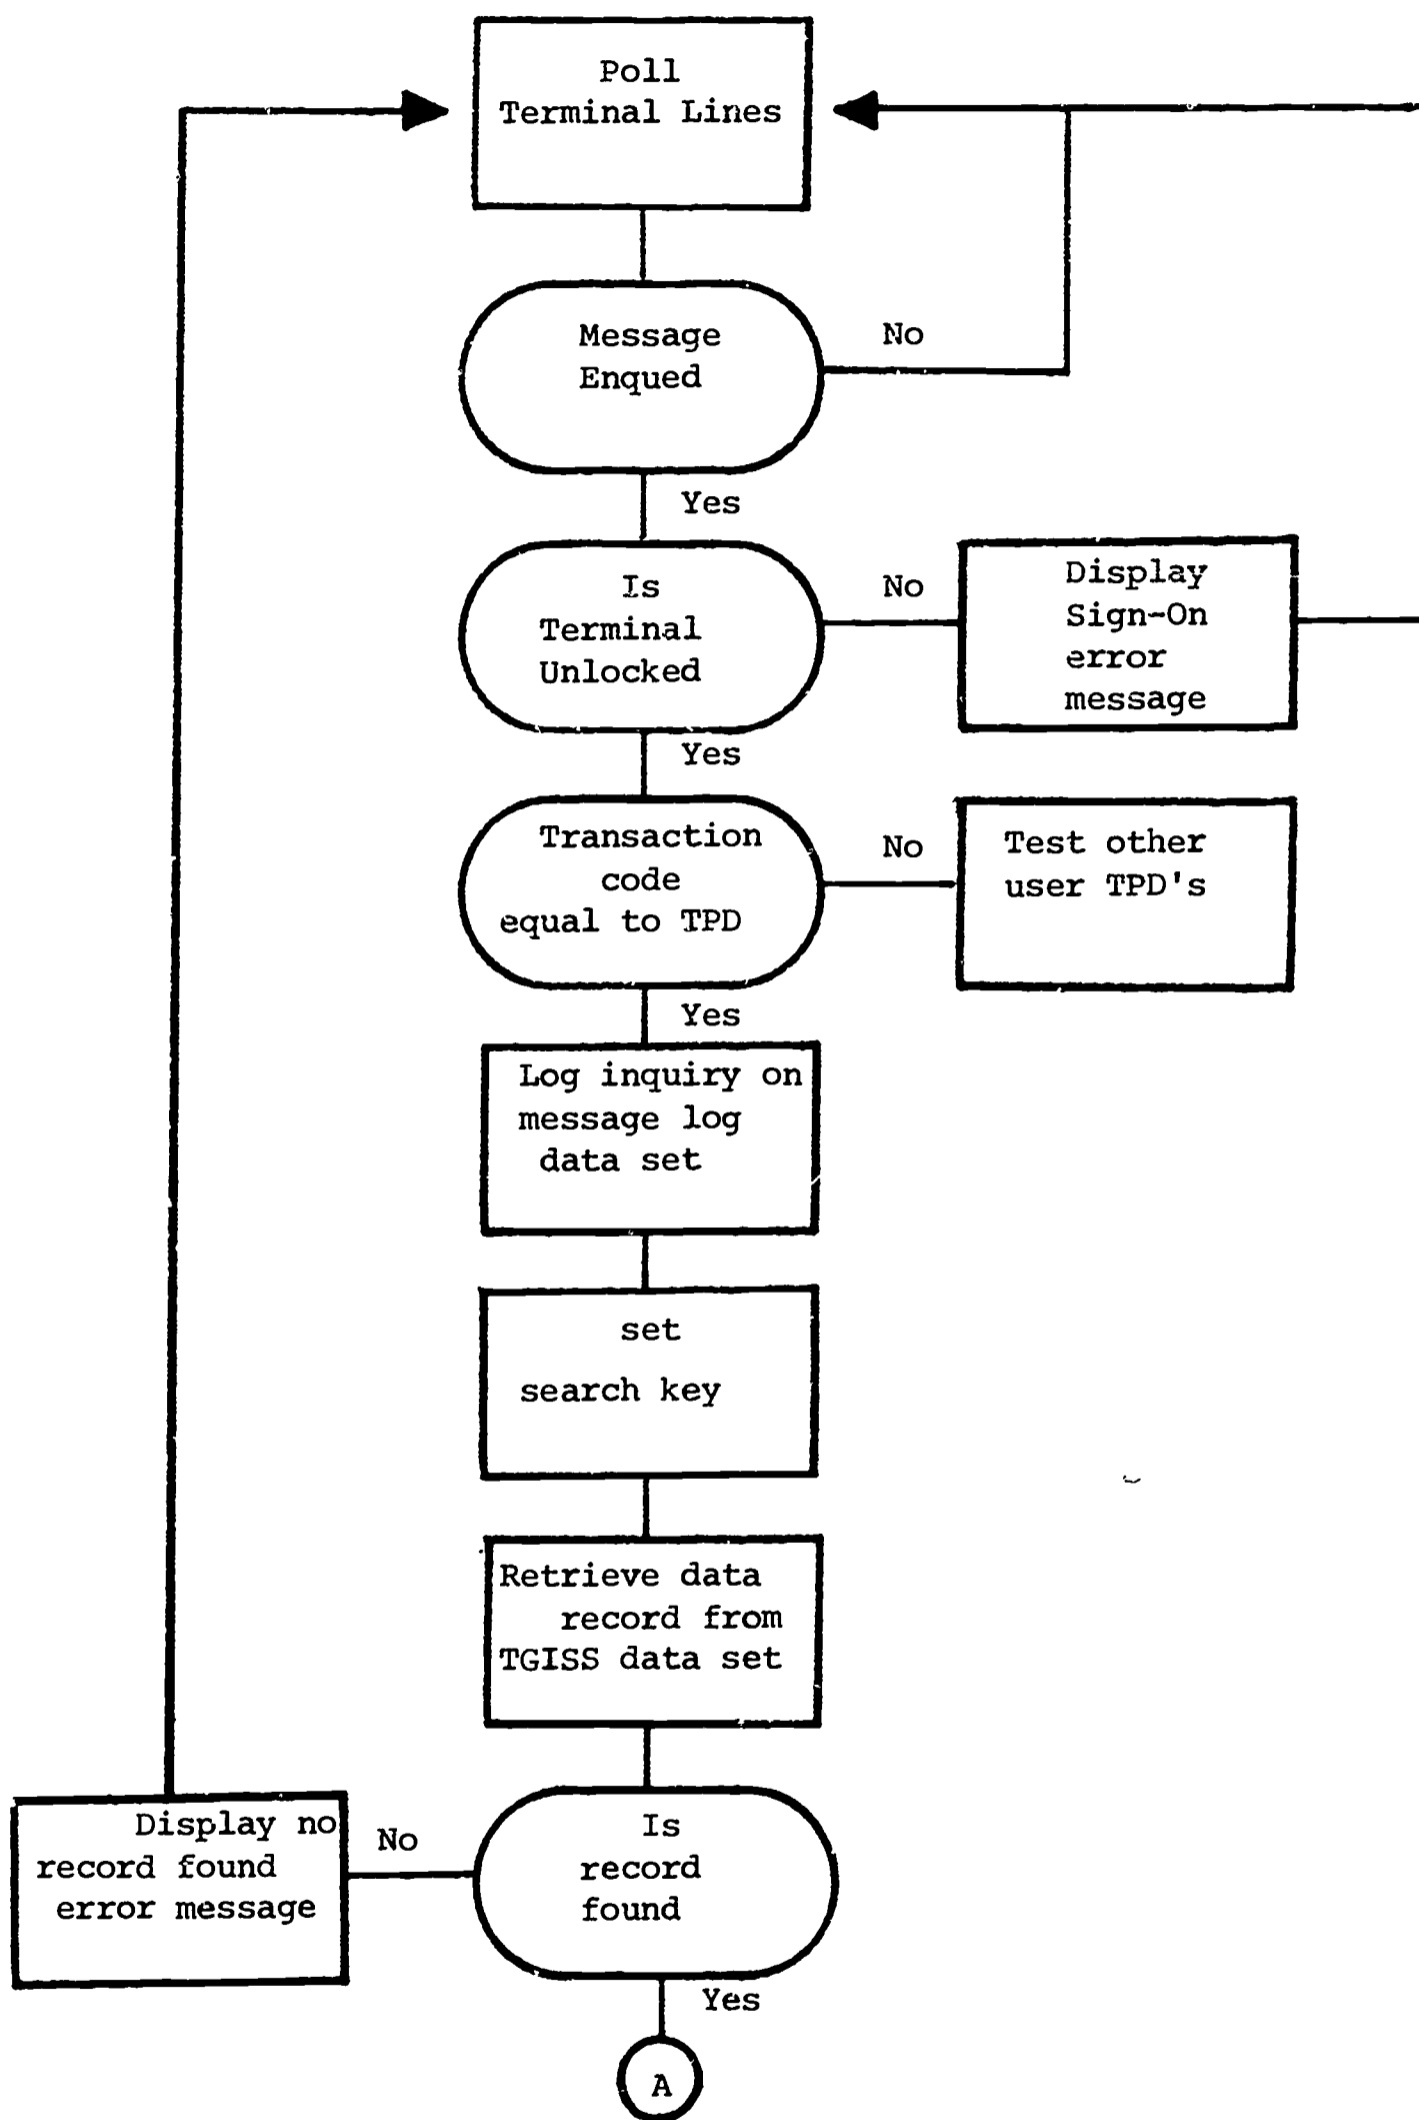 Poll
Terminal Lines
Message
Enqued
No
Yes
Is
Terminal
Unlocked
No
Display
Sign-On
error
message
Yes
Transaction
code
equal to TPD
No
Test other
user TPD's
Yes
Log inquiry on
message log
data set
set
search key
Retrieve data
record from
TGISS data set
Is
record
found
No
Display no
record found
error message
Yes
A